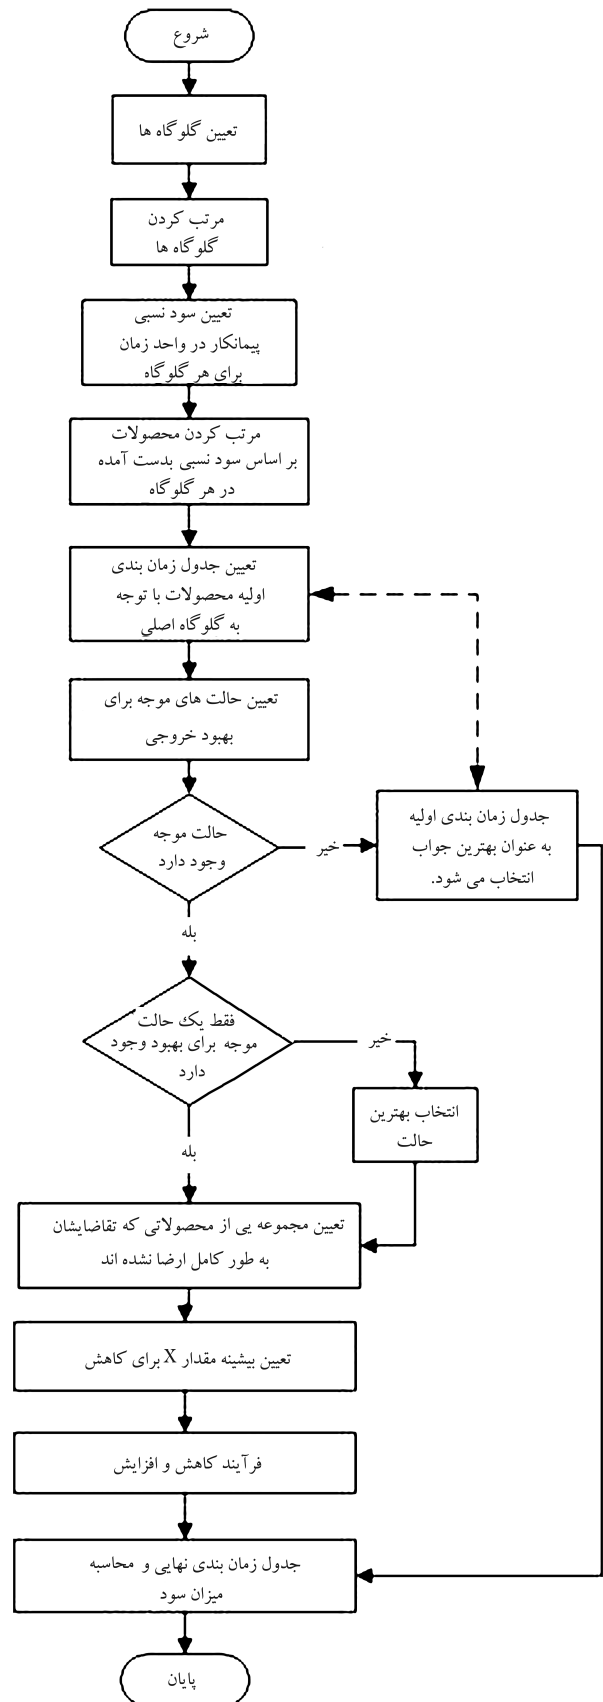 شروع
تعیین گلوگاه ها
مرتب کردن
گلوگاه ها
تعیین سود نسبی
پیمانکار در واحد زمان
برای هر گلوگاه
مرتب کردن محصولات
بر اساس سود نسبی بدست آمده
در هر گلوگاه
تعیین جدول زمان بندی
اولیه محصولات با توجه
به گلوگاه اصلی
تعیین حالت های موجه برای
بهبود خروجی
حالت موجه
وجود دارد
خیر
جدول زمان بندی اولیه
به عنوان بهترین جواب
انتخاب می شود.
بله
فقط یک حالت
موجه برای بهبود وجود
دارد
خیر
انتخاب بهترین
حالت
بله
تعیین مجموعه یی از محصولاتی که تقاضایشان
به طور کامل ارضا نشده اند
تعیین بیشینه مقدار X برای کاهش
فرآیند کاهش و افزایش
جدول زمان بندی نهایی و محاسبه
میزان سود
پایان